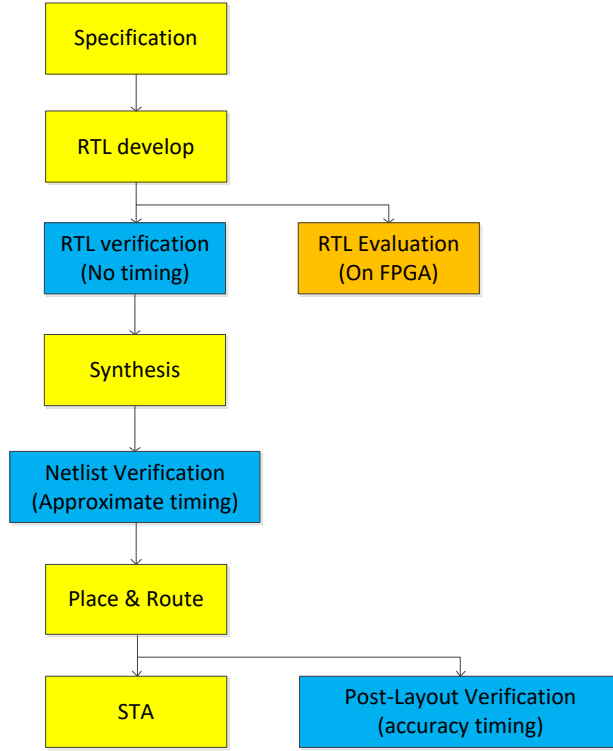 Specification
RTL develop
RTL verification
(No timing)
RTL Evaluation
(On FPGA)
Synthesis
Netlist Verification
(Approximate timing)
Place & Route
STA
Post-Layout Verification
(accuracy timing)